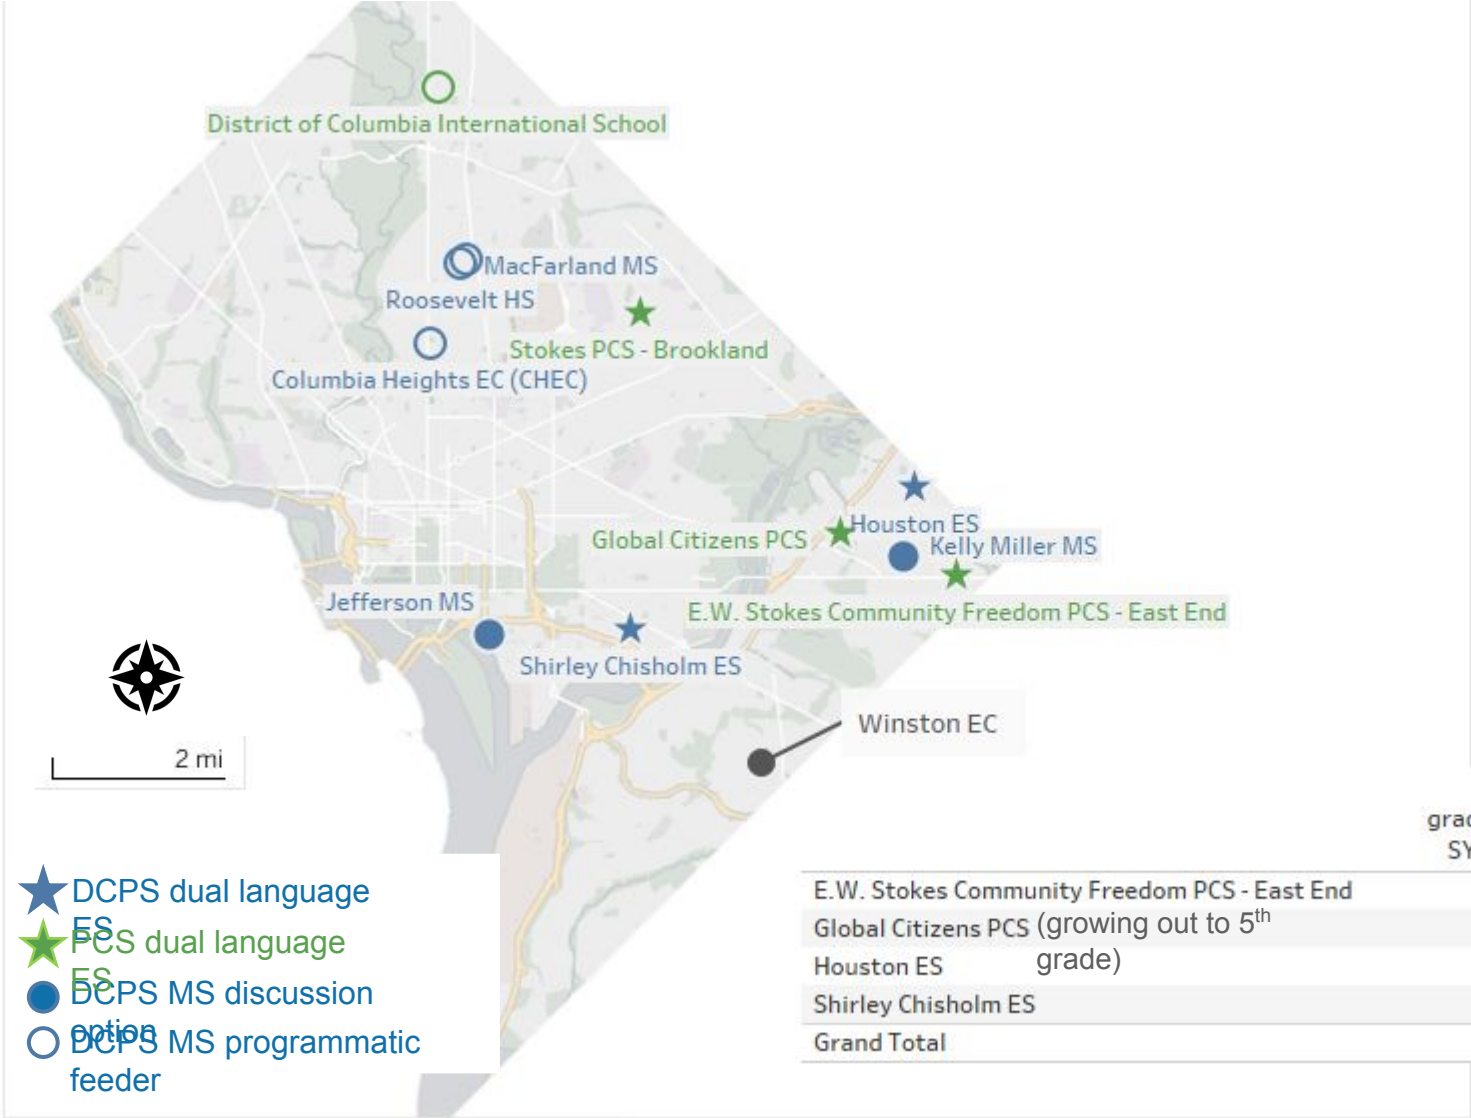 District of Columbia International School
MacFarland MS
Roosevelt HS
Stokes PCS - Brookland
Columbia Heights EC (CHEC)
Houston ES
Global Citizens PCS
Kelly Miller MS
Jefferson MS
E.W. Stokes Community Freedom PCS - East End
Shirley Chisholm ES
Winston EC
2 mi
DCPS dual language
ES
PCS dual language
ES
DCPS MS discussion
option
DCPS MS programmatic
feeder
grad
SY
E.W. Stokes Community Freedom PCS - East End
Global Citizens PCS (growing out to 5th
grade)
Houston ES
Shirley Chisholm ES
Grand Total